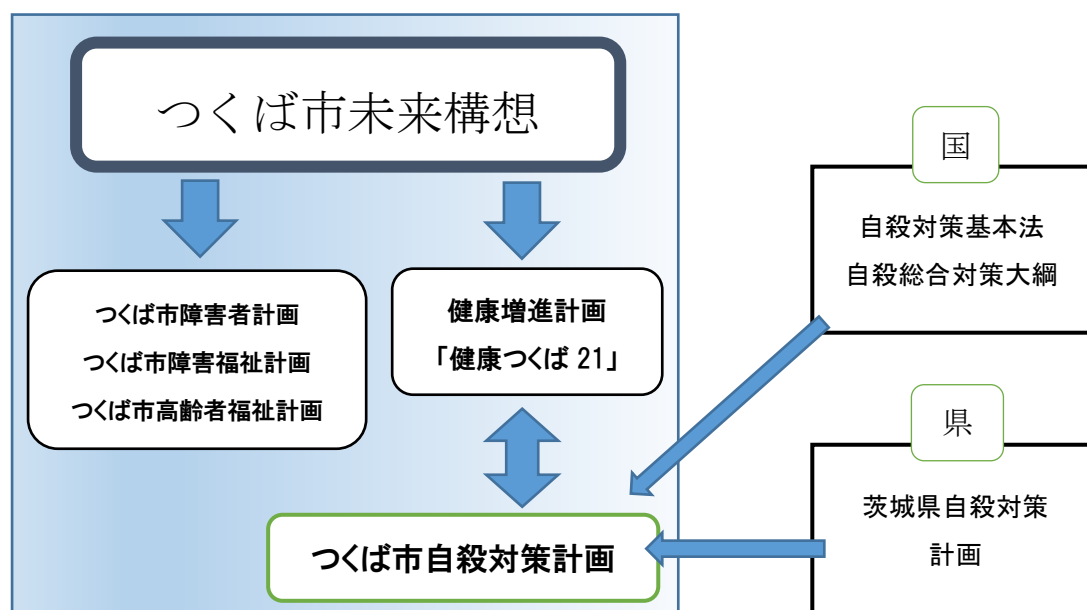 つくば市未来構想
つくば市障害者計画
つくば市障害福祉計画
つくば市高齢者福祉計画
健康増進計画
「健康つくば 21」
つくば市自殺対策計画
国
自殺対策基本法
自殺総合対策大綱
県
茨城県自殺対策
計画